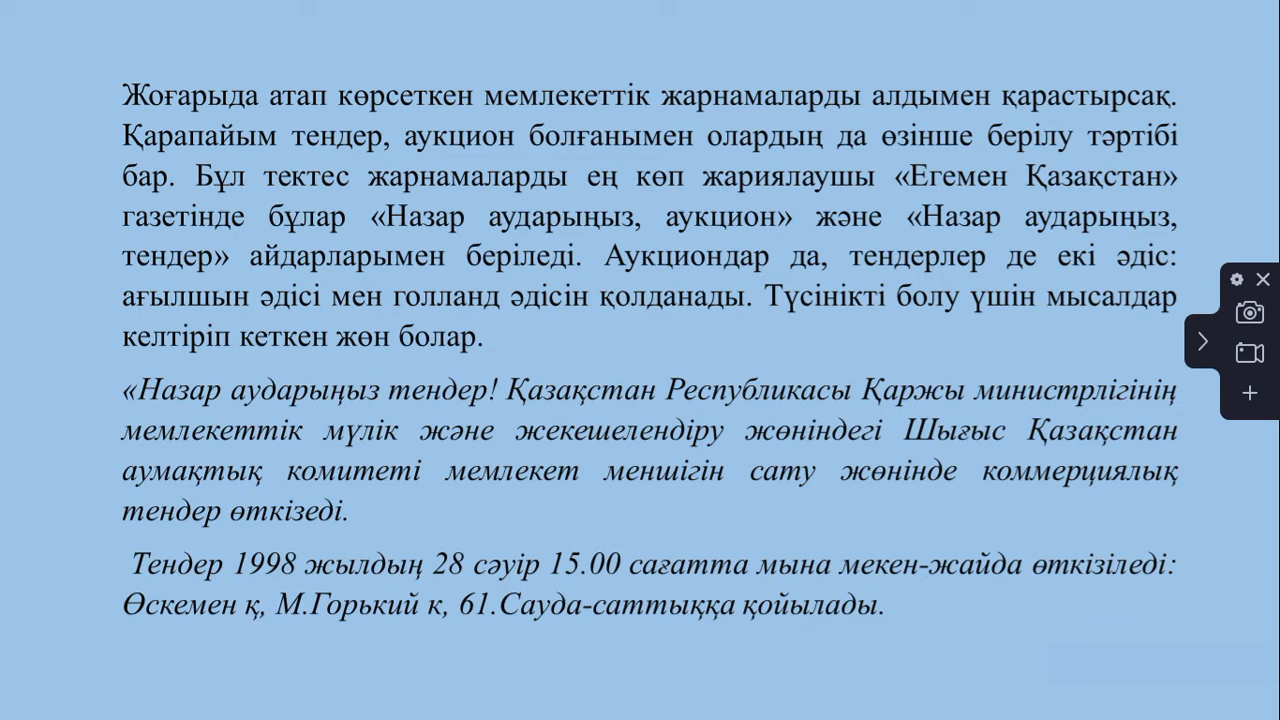 Жоғарыда атап көрсеткен мемлекеттік жарнамаларды алдымен қарастырсақ.
Қарапайым тендер, аукцион болғанымен олардың да өзінше берілу тәртібі
бар. Бұл тектес жарнамаларды ең көп жариялаушы «Егемен Қазақстан»
газетінде бұлар «Назар аударыңыз, аукцион» және «Назар аударыңыз,
тендер» айдарларымен беріледі. Аукциондар да, тендерлер де екі әдіс:
ағылшын әдісі мен голланд әдісін қолданады. Түсінікті болу үшін мысалдар
келтіріп кеткен жөн болар.
«Назар аударыңыз тендер! Қазақстан Республикасы Қаржы министрлігінің
мемлекеттік мүлік және жекешелендіру жөніндегі Шығыс Қазақстан
аумақтық комитеті мемлекет меншігін сату жөнінде коммерциялық
тендер өткізеді.
Тендер 1998 жылдың 28 сәуір 15.00 сағатта мына мекен-жайда өткізіледі:
Өскемен қ, М.Горький к, 61.Сауда-саттыққа қойылады.